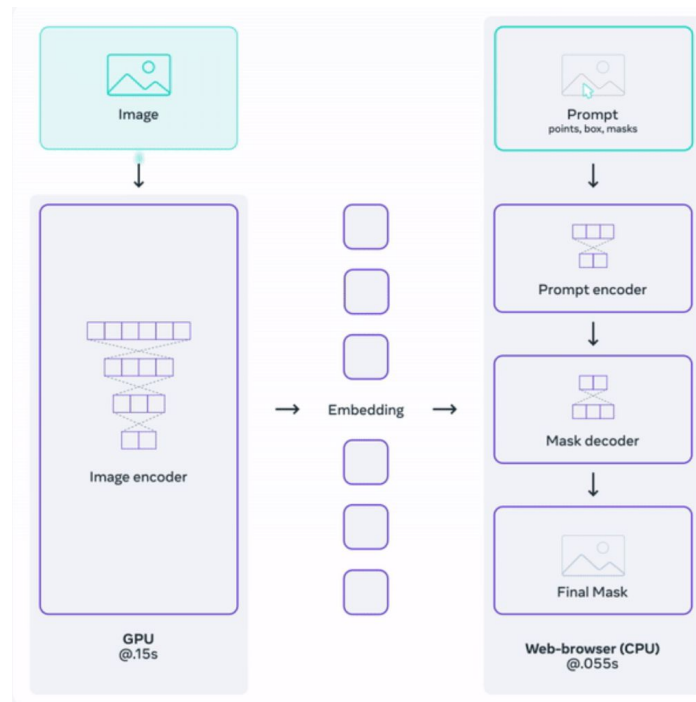 Image
Image encoder
GPU
@.15s
Embedding
Prompt
points, box, masks
Prompt encoder
Mask decoder
Final Mask
Web-browser (CPU)
@.055s